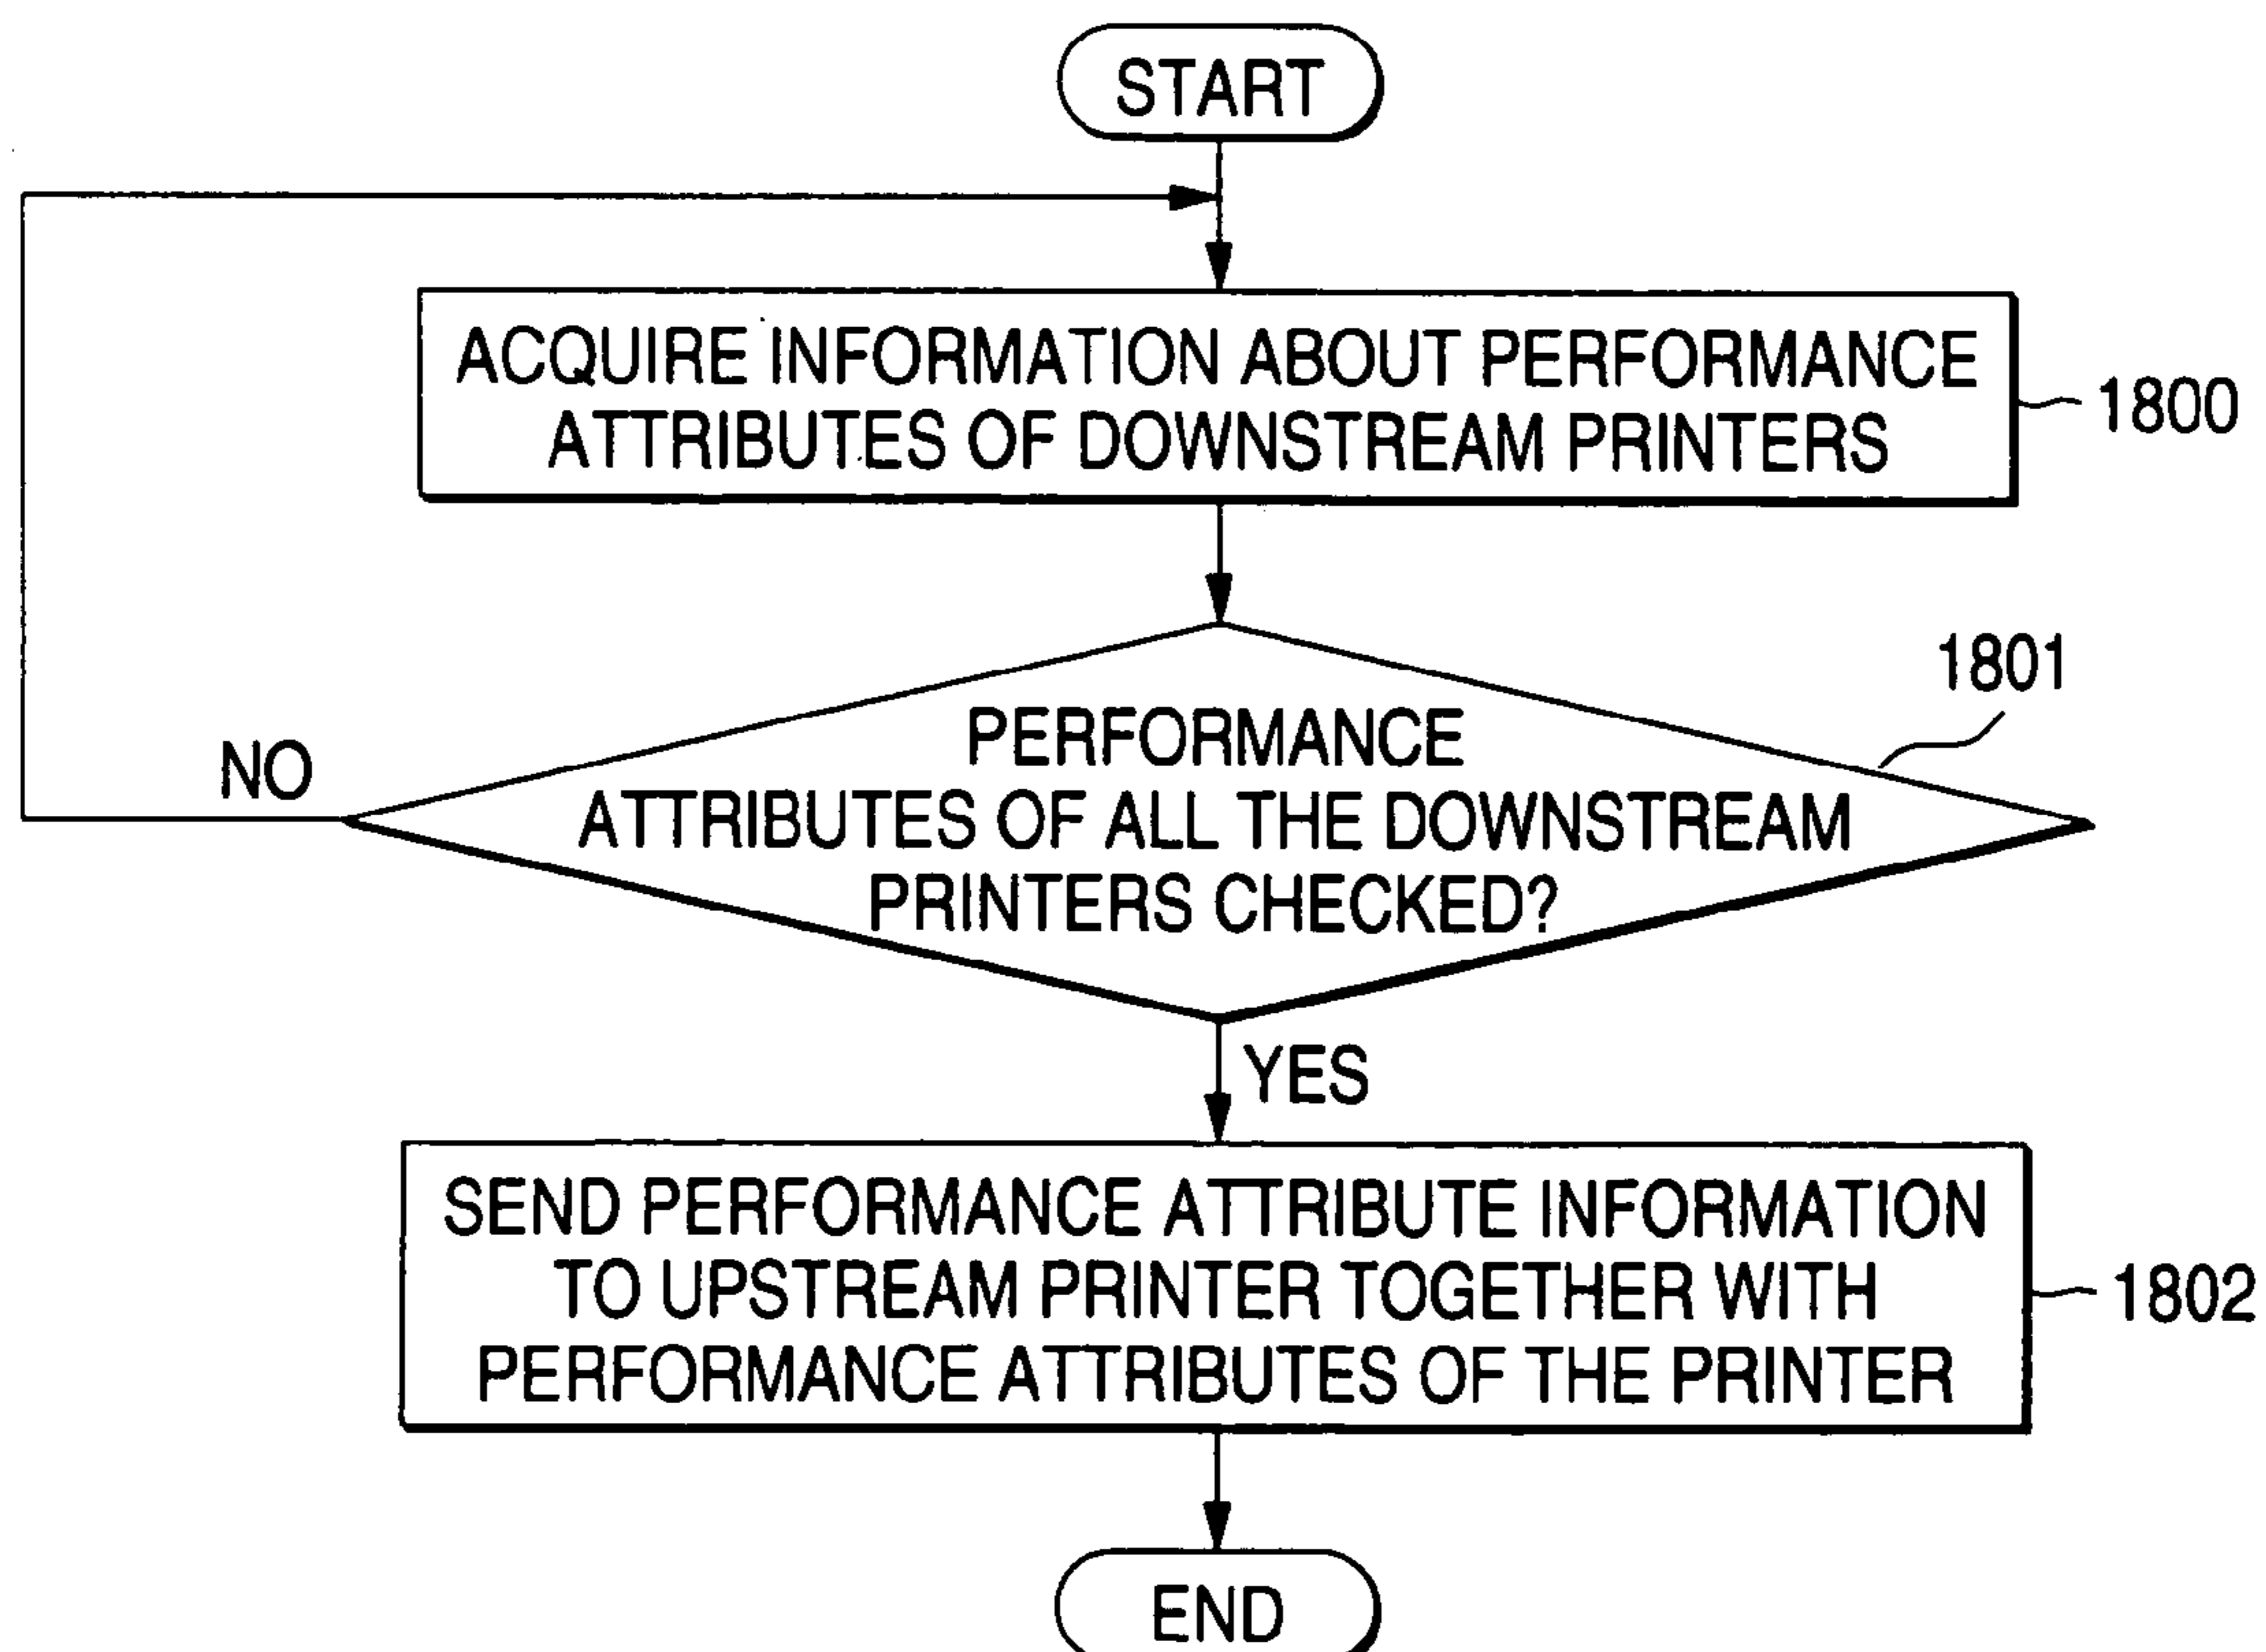 START
ACQUIRE INFORMATION ABOUT PERFORMANCE
ATTRIBUTES OF DOWNSTREAM PRINTERS
1800
1801
PERFORMANCE
ATTRIBUTES OF ALL THE DOWNSTREAM
PRINTERS CHECKED?
NO
YES
SEND PERFORMANCE ATTRIBUTE INFORMATION
TO UPSTREAM PRINTER TOGETHER WITH
PERFORMANCE ATTRIBUTES OF THE PRINTER
1802
END